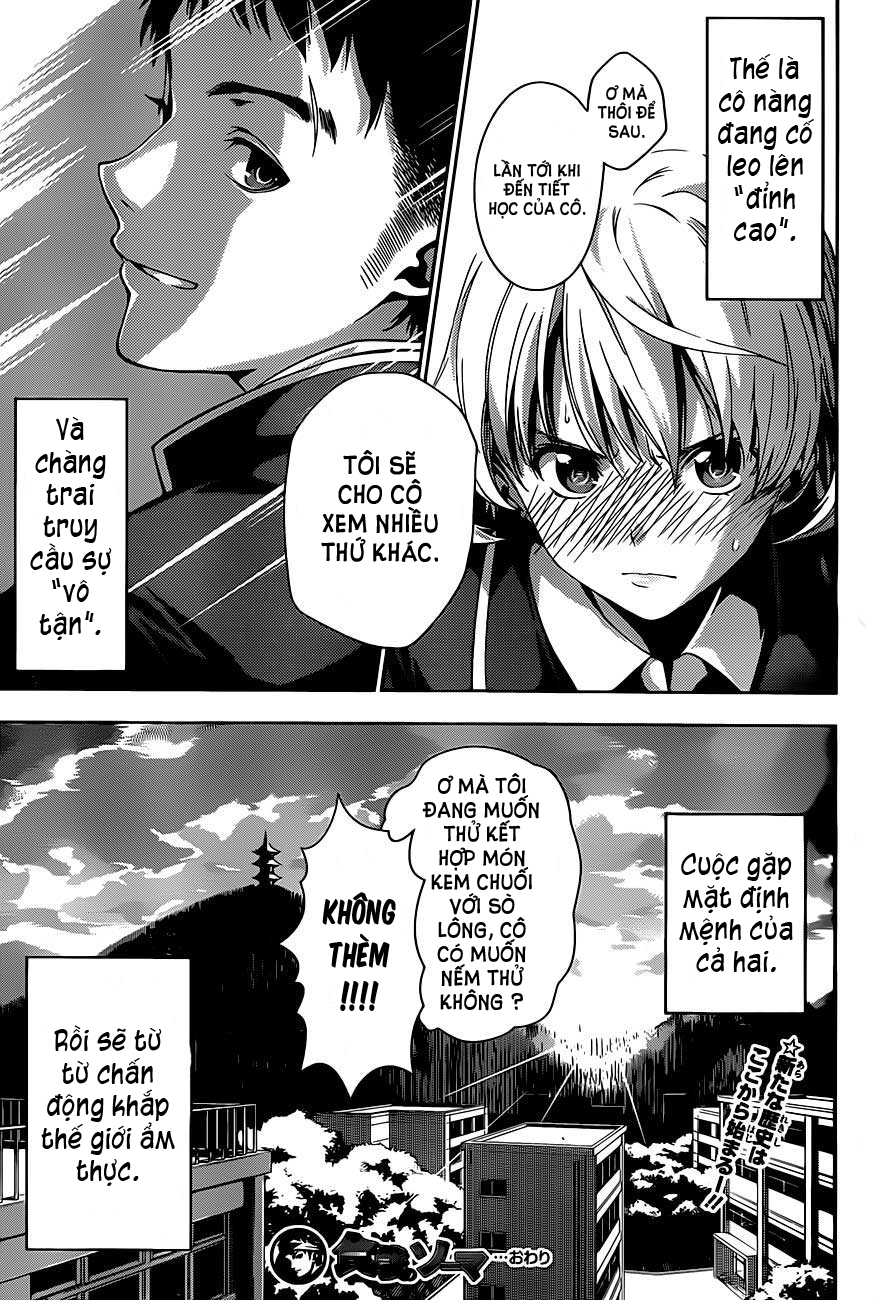 Thế là
cô nàng
đang cố
leo lên
"đỉnh
cao".
Ơ MÀ
THÔI ĐỂ
SAU.
LẦN TỚI KHI
ĐẾN TIẾT
HỌC CỦA CÔ.
TÔI SẼ
CHO CÔ
XEM NHIỀU
THỨ KHÁC.
Và
chàng
trai
truy
cầu sự
"vô
tận".
Cuộc gặp
mặt định
mệnh của
cả hai.
Ơ MÀ TÔI
ĐANG MUỐN
THỬ KẾT
HỢP MÓN
KEM CHUỐI
VỚI SÒ
LÔNG, CÔ
CÓ MUỐN
NẾM THỬ
KHÔNG ?
KHÔNG
THÈM
!!!!
Rồi sẽ từ
từ chấn
động khắp
thế giới ẩm
thực.
☆新たな歴史は
ここから始まるー!!
ソーマ…おわり